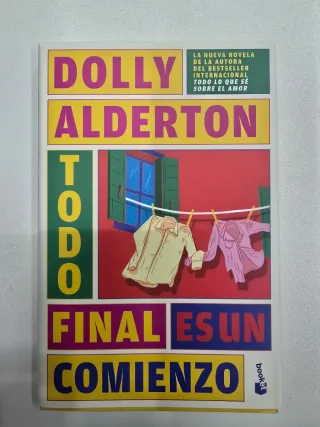 DOLLY
ALDERTON
LA NUEVA NOVELA
DE LA AUTORA
DEL BESTSELLER
INTERNACIONAL
TODO LO QUE SÉ
SOBRE EL AMOR
TODO
FINAL ES UN
COMIENZO
booket